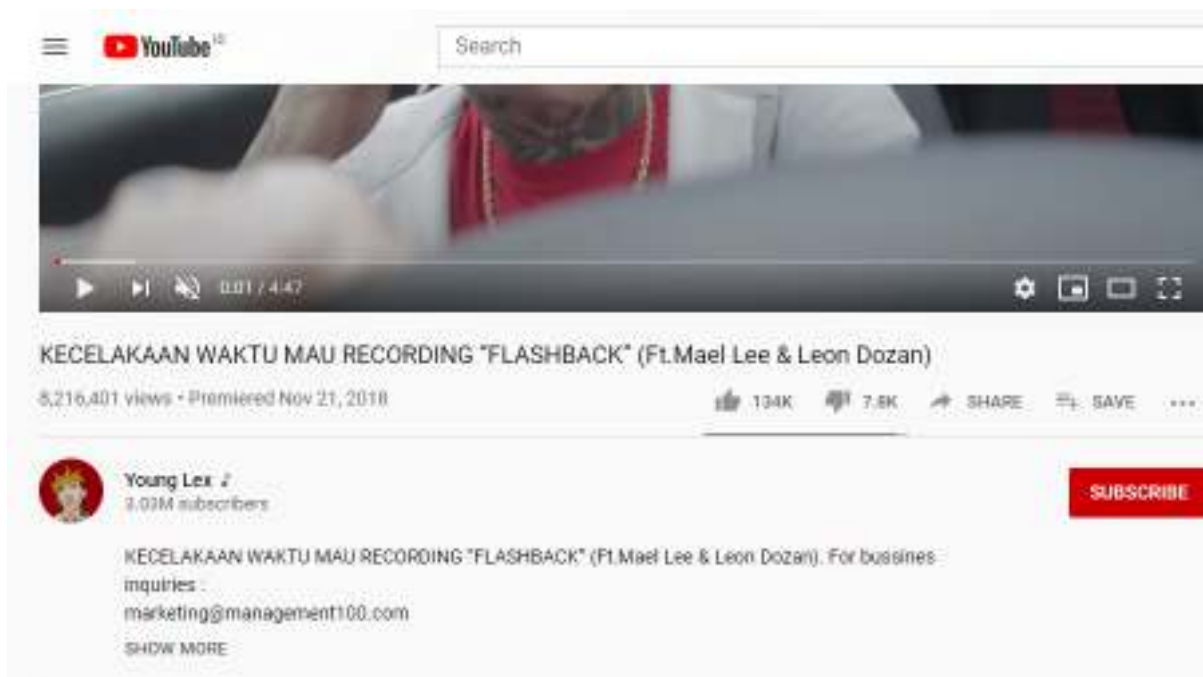 YouTube ID
Search
0:01 / 4:47
KECELAKAAN WAKTU MAU RECORDING "FLASHBACK" (Ft.Mael Lee & Leon Dozan)
8,216,401 views • Premiered Nov 21, 2018
134K 7.8K SHARE SAVE
Young Lex ♪
3.03M subscribers
SUBSCRIBE
KECELAKAAN WAKTU MAU RECORDING "FLASHBACK" (Ft.Mael Lee & Leon Dozan). For bussines
inquiries :
marketing@management100.com
SHOW MORE